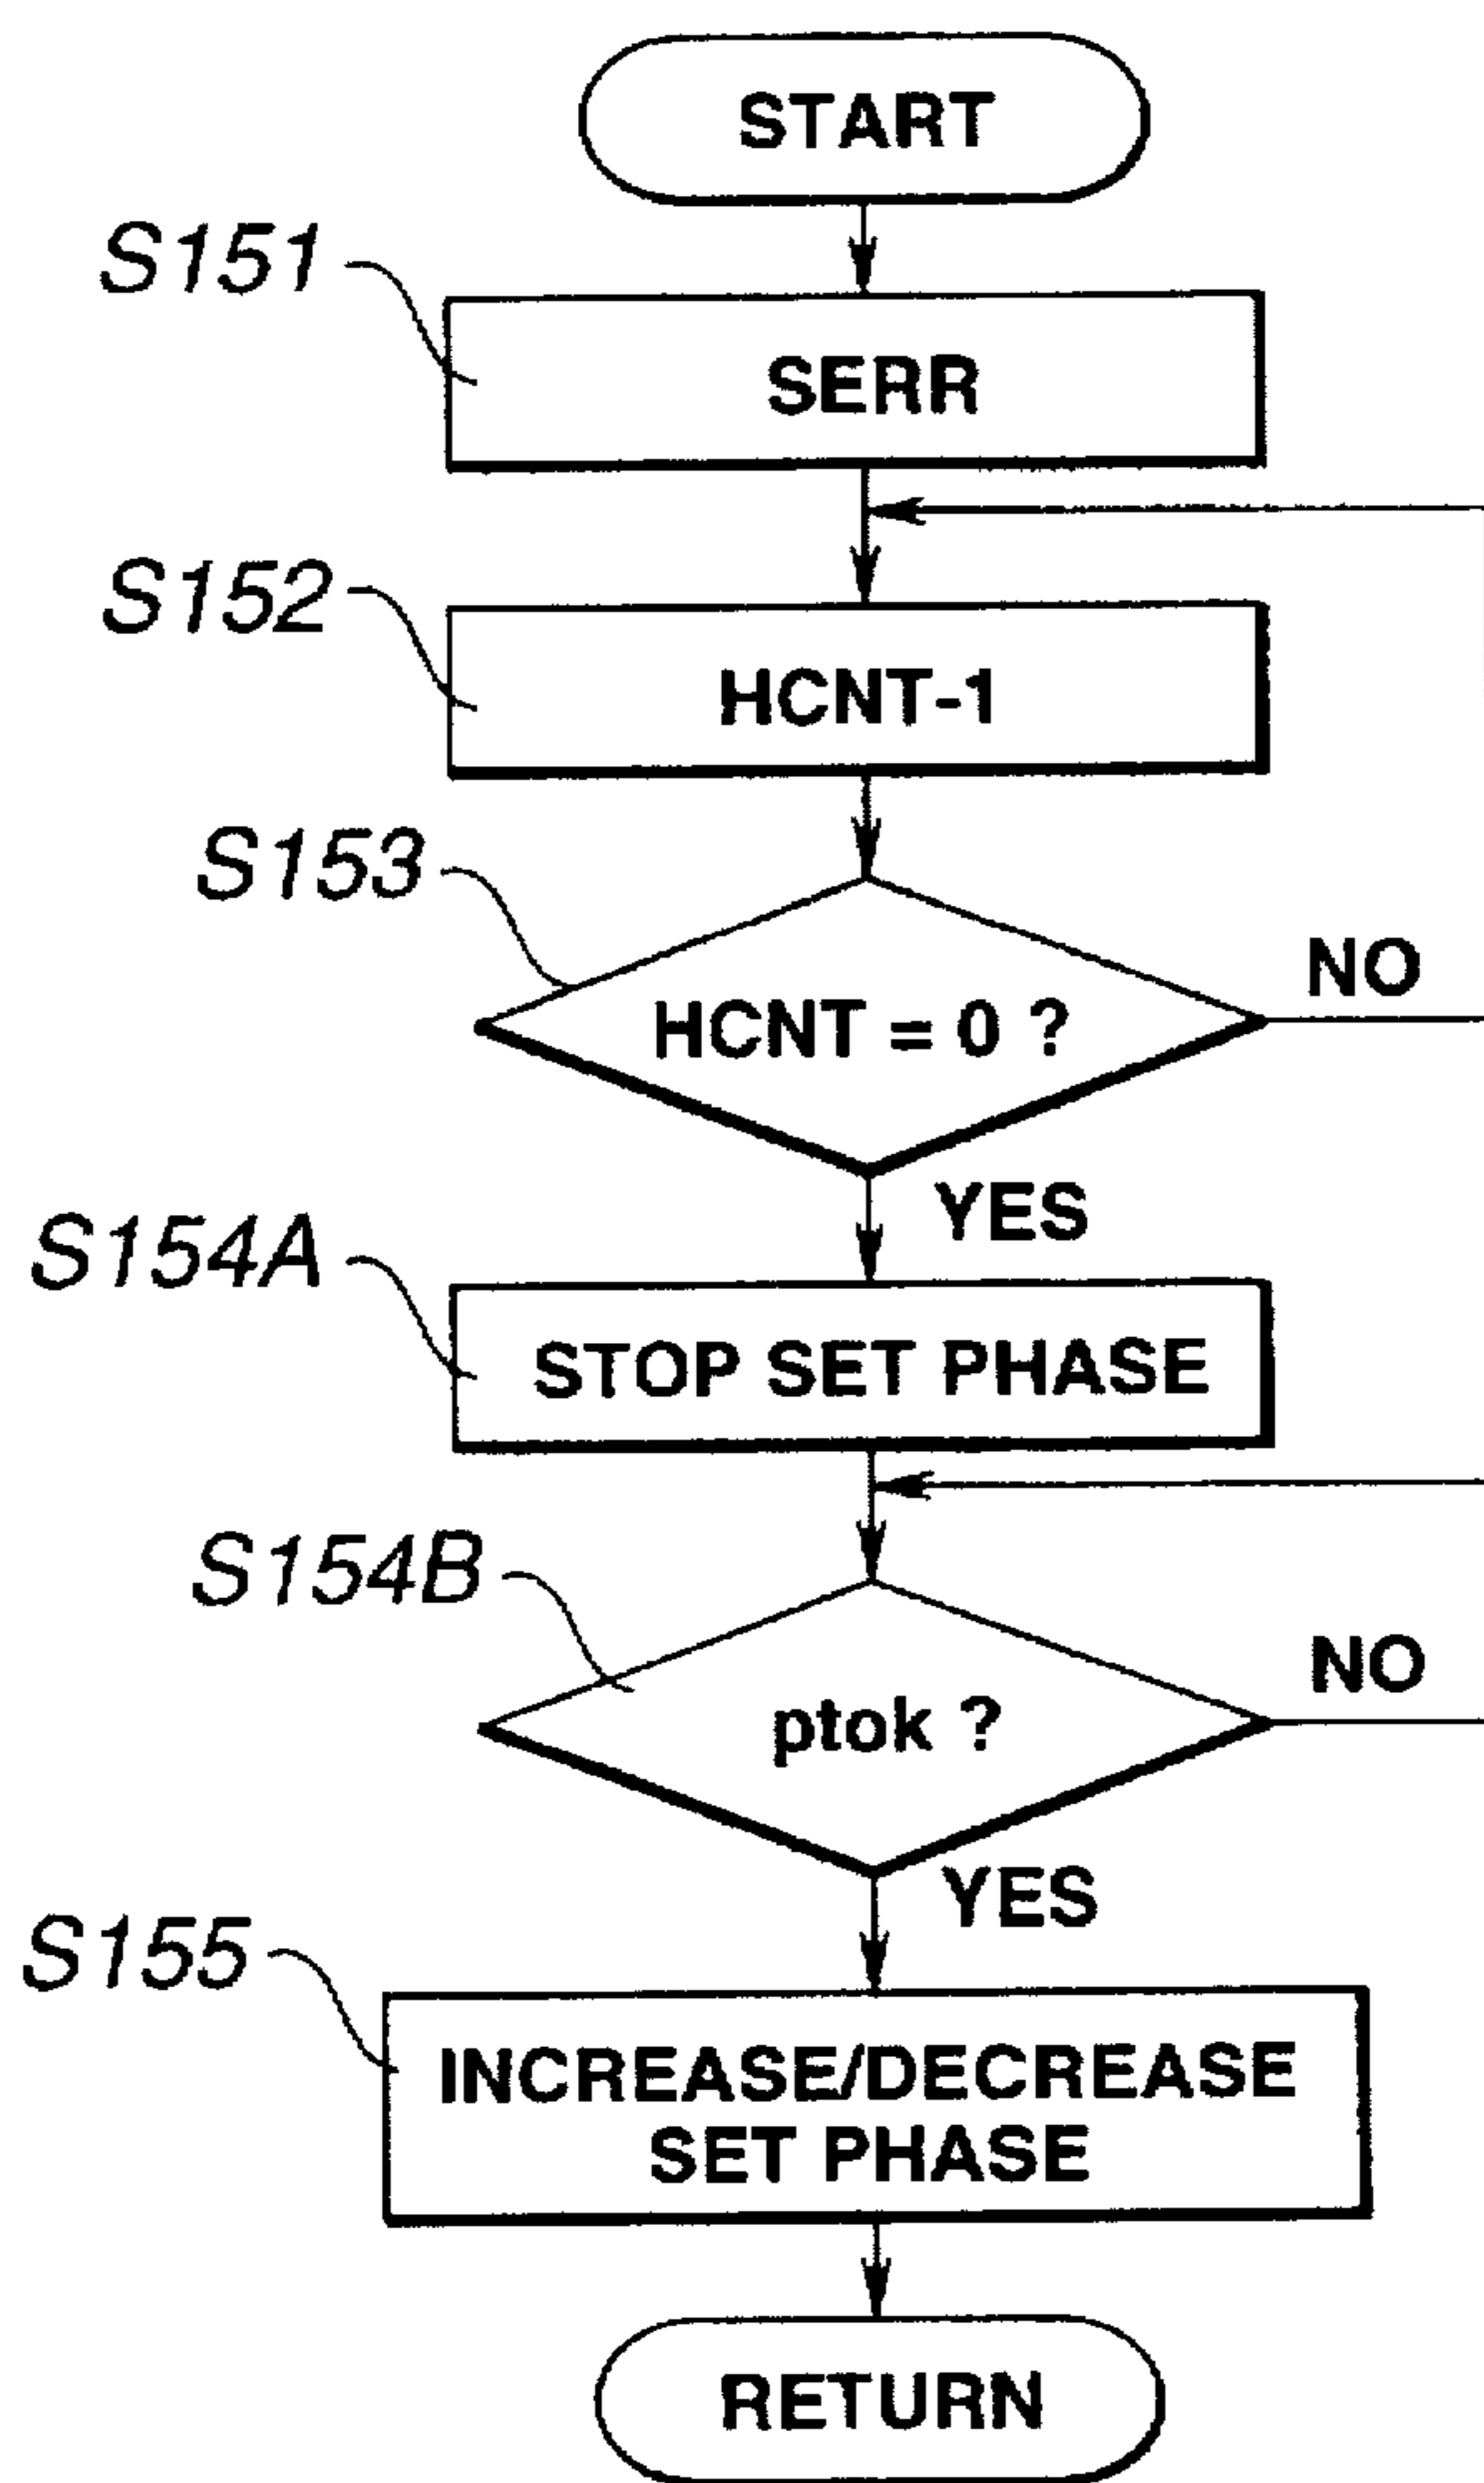 START
S151
SERR
S152
HCNT-1
S153
HCNT = 0 ?
NO
YES
S154A
STOP SET PHASE
S154B
ptok ?
NO
YES
S155
INCREASE/DECREASE
SET PHASE
RETURN